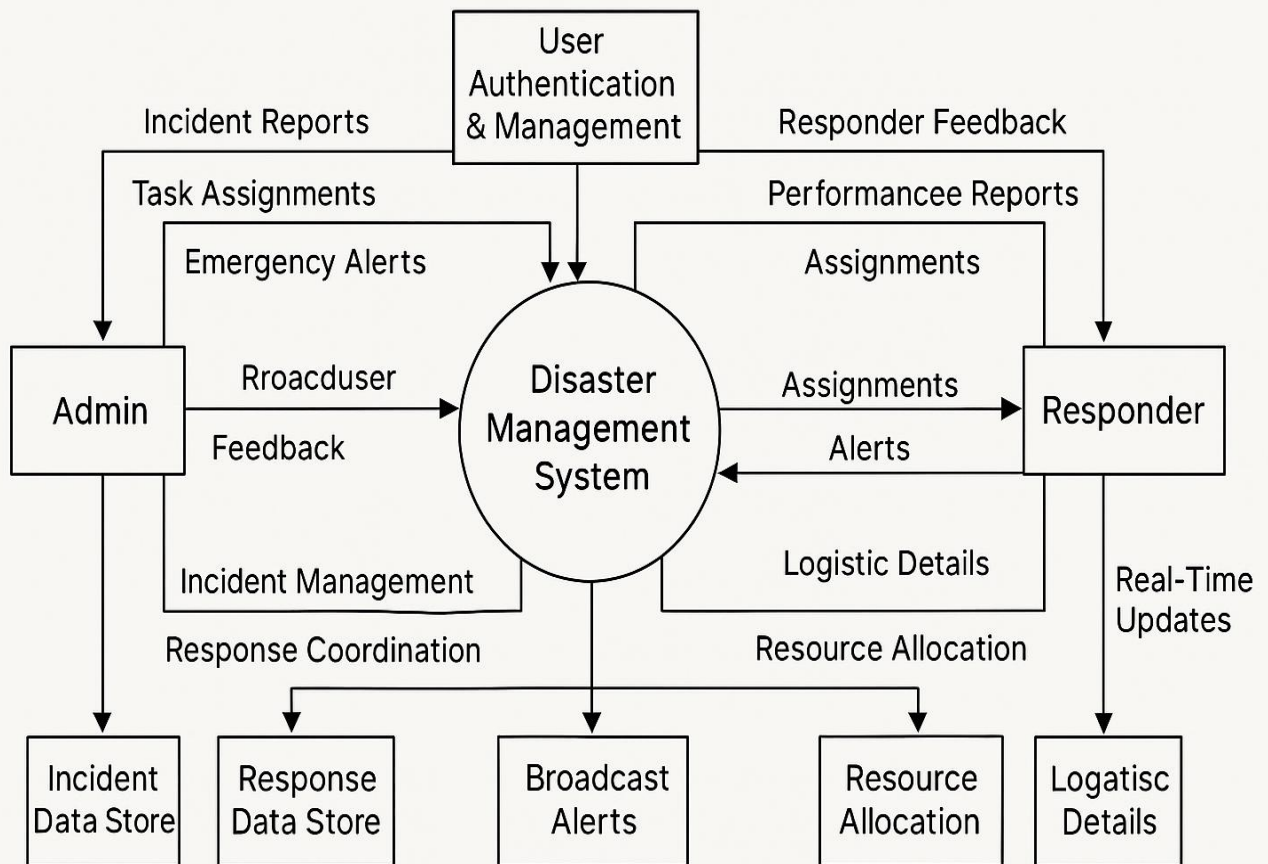 User
Authentication
& Management
Incident Reports
Responder Feedback
Task Assignments
Performancee Reports
Emergency Alerts
Assignments
Rroacduser
Assignments
Admin
Disaster
Management
System
Responder
Feedback
Alerts
Incident Management
Logistic Details
Real-Time
Updates
Response Coordination
Resource Allocation
Incident
Data Store
Response
Data Store
Broadcast
Alerts
Resource
Allocation
Logatisc
Details